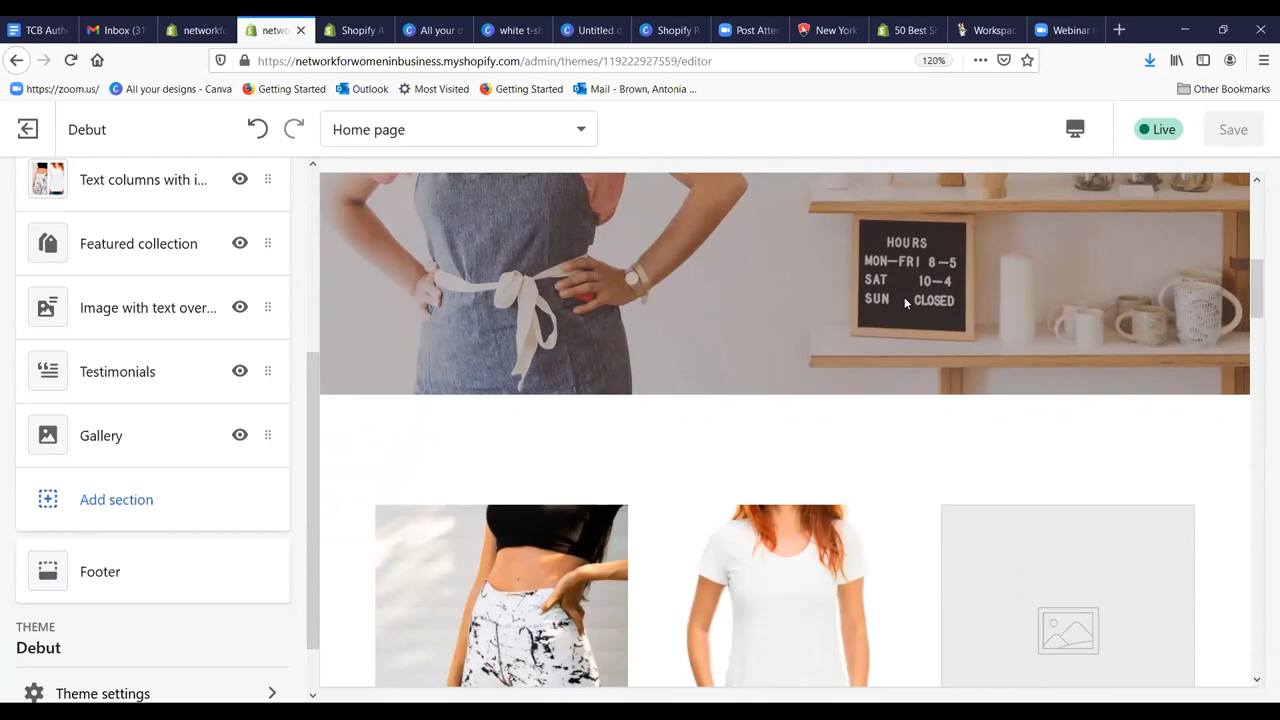 TCB Auth
Inbox (31
networkf
netwo
Shopify A
All your d
white t-sh
Untitled d
Shopify P
Post Atten
New York
50 Best S
Workspac
Webinar
https://networkforwomeninbusiness.myshopify.com/admin/themes/119222927559/editor
120%
https://zoom.us/
All your designs - Canva
Getting Started
Outlook
Most Visited
Getting Started
Mail - Brown, Antonia ...
Other Bookmarks
Debut
Home page
Live
Save
Text columns with i...
Featured collection
Image with text over...
Testimonials
Gallery
Add section
Footer
THEME
Debut
Theme settings
HOURS
MON-FRI 8-5
SAT 10-4
SUN CLOSED